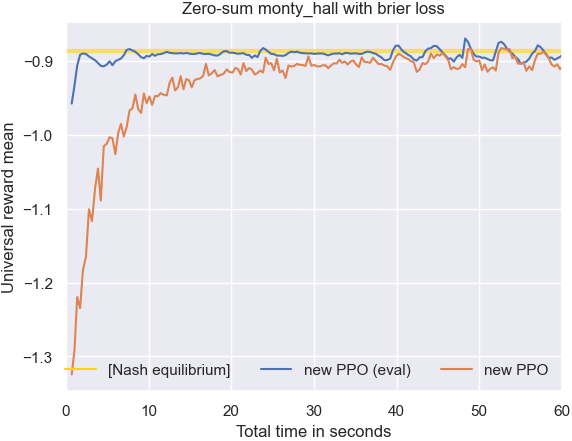 Zero-sum monty_hall with brier loss
Universal reward mean
−0.9
−1.0
−1.1
−1.2
−1.3
[Nash equilibrium] new PPO (eval) new PPO
0 10 20 30 40 50 60
Total time in seconds